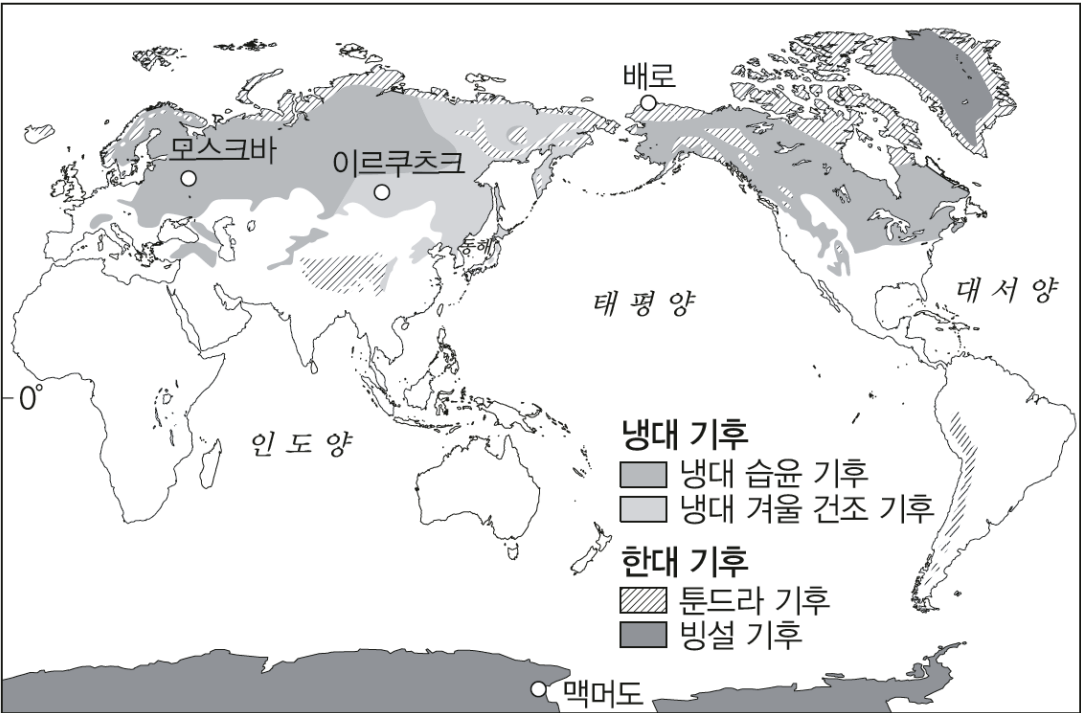 배로
모스크바
이르쿠츠크
동해
태 평 양
대 서 양
0°
인 도 양
냉대 기후
냉대 습윤 기후
냉대 겨울 건조 기후
한대 기후
툰드라 기후
빙설 기후
맥머도